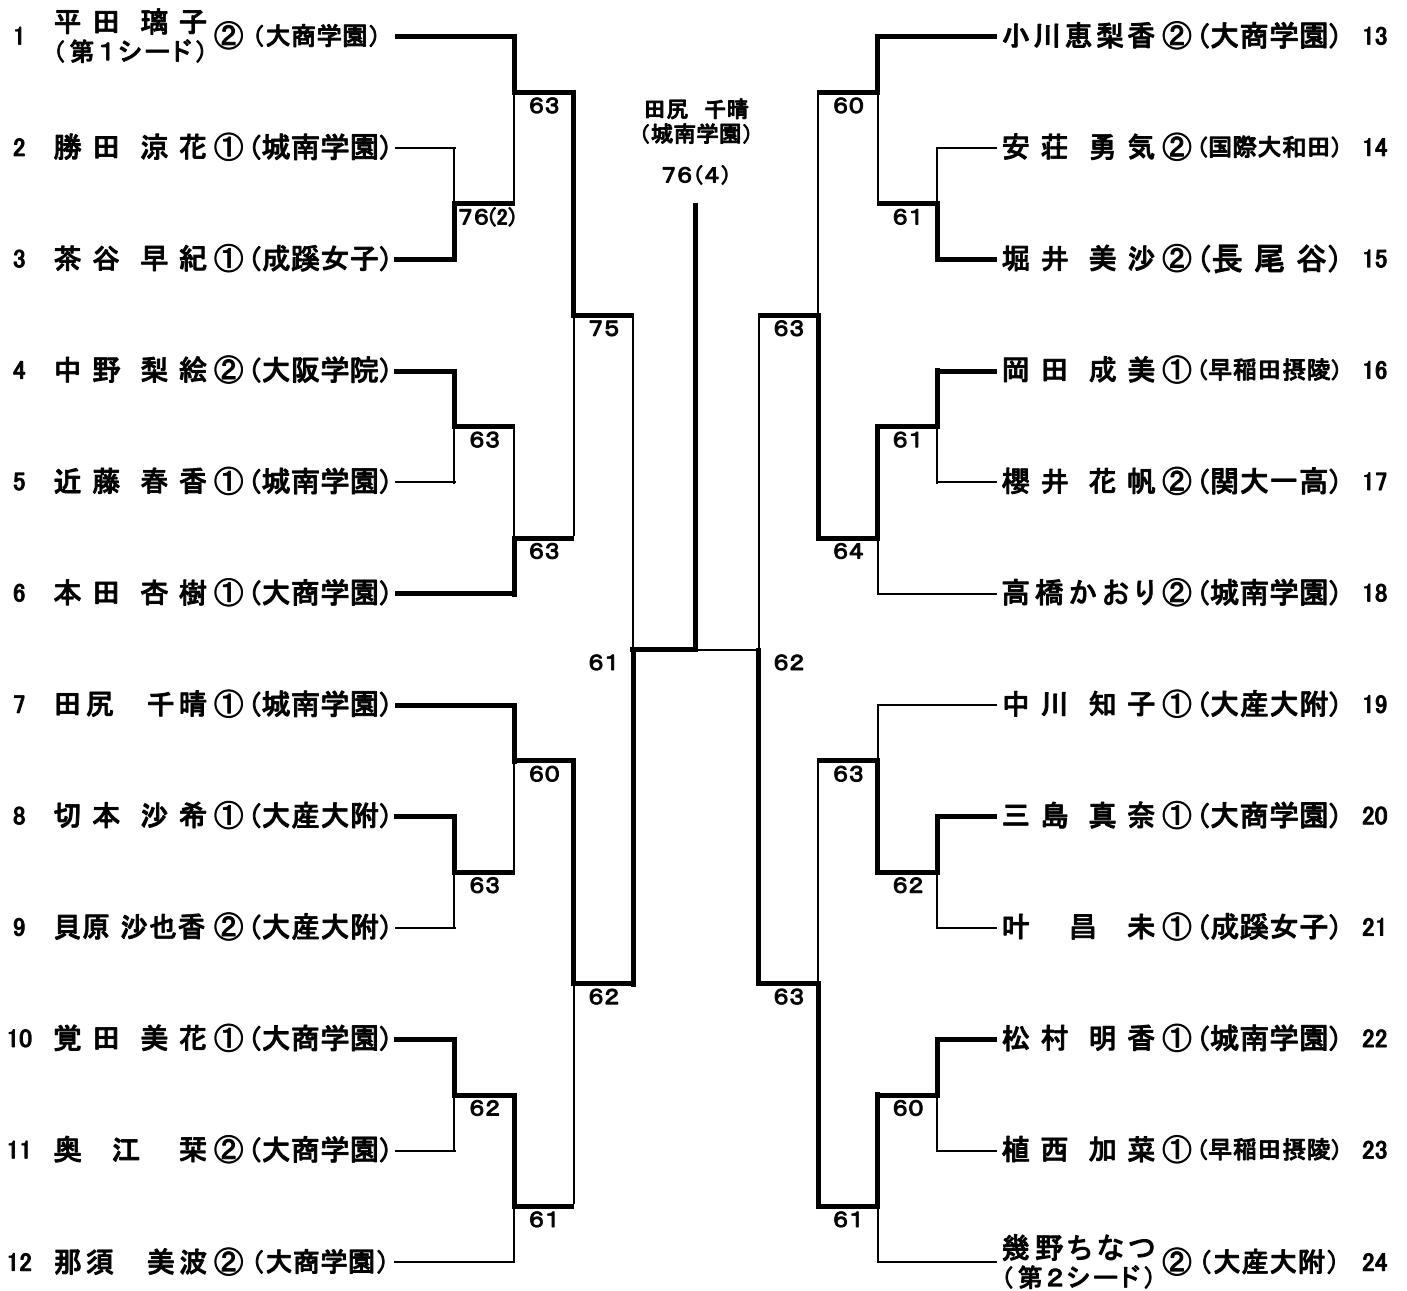 1 平田 璃子 ② (大商学園)
(第1シード)
63
2 勝田 涼花 ① (城南学園)
76(2)
3 茶谷 早紀 ① (成蹊女子)
75
4 中野 梨絵 ② (大阪学院)
63
5 近藤 春香 ① (城南学園)
63
6 本田 杏樹 ① (大商学園)
61
7 田尻 千晴 ① (城南学園)
60
8 切本 沙希 ① (大産大附)
63
9 貝原 沙也香 ② (大産大附)
62
10 覚田 美花 ① (大商学園)
62
11 奥江 栞 ② (大商学園)
61
12 那須 美波 ② (大商学園)
田尻 千晴
(城南学園)
76(4)
小川恵梨香 ② (大商学園) 13
60
安荘 勇気 ② (国際大和田) 14
61
堀井 美沙 ② (長尾谷) 15
63
岡田 成美 ① (早稲田摂陵) 16
61
櫻井 花帆 ② (関大一高) 17
64
高橋かおり ② (城南学園) 18
62
中川 知子 ① (大産大附) 19
63
三島 真奈 ① (大商学園) 20
62
叶 昌未 ① (成蹊女子) 21
63
松村 明香 ① (城南学園) 22
60
植西 加菜 ① (早稲田摂陵) 23
61
幾野ちなつ ② (大産大附) 24
(第2シード)